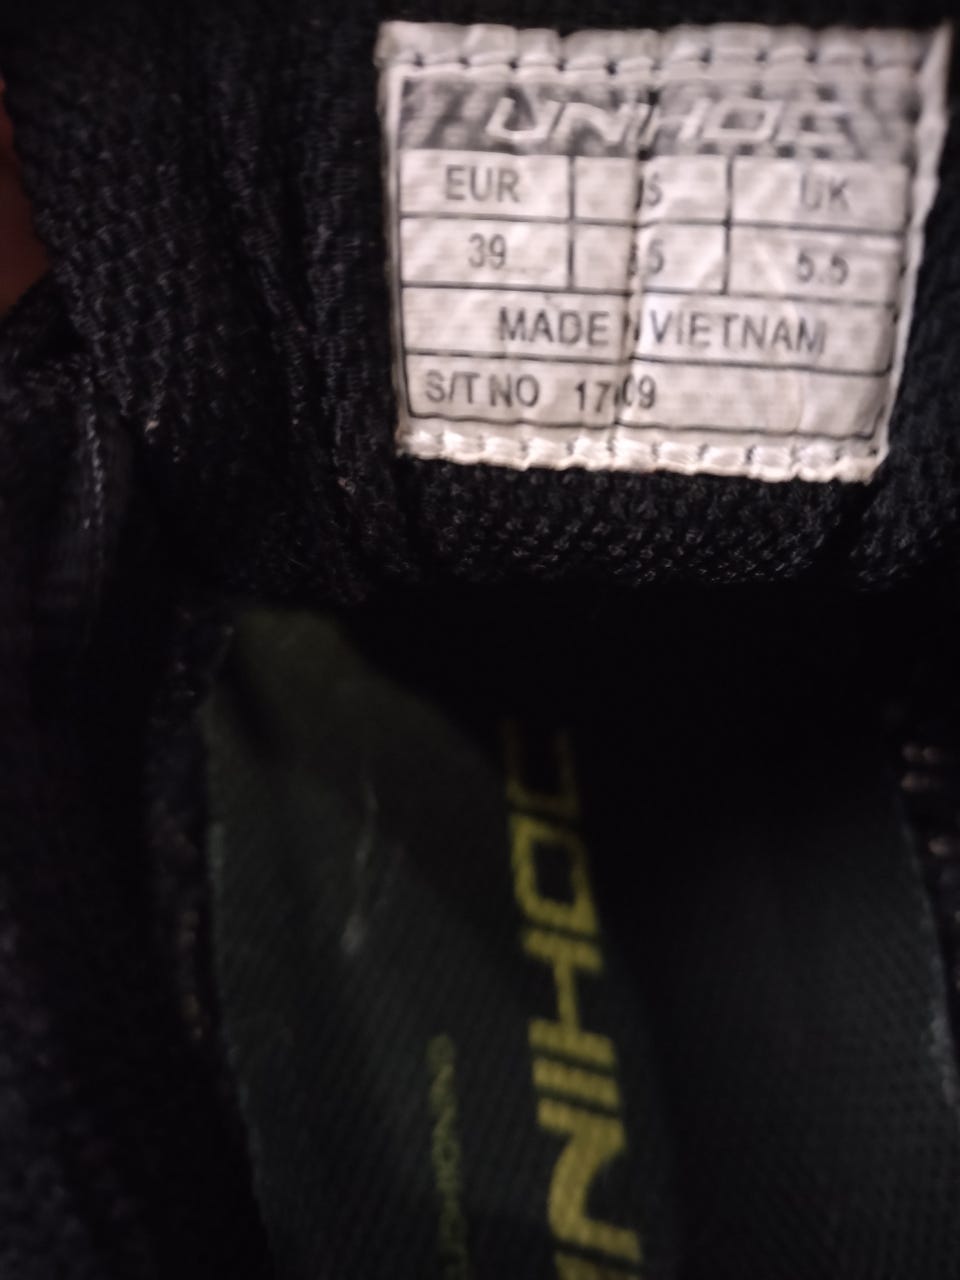 UNIHOC
EUR UK
39 5.5
MADE VIETNAM
S/T NO
UNIHOC